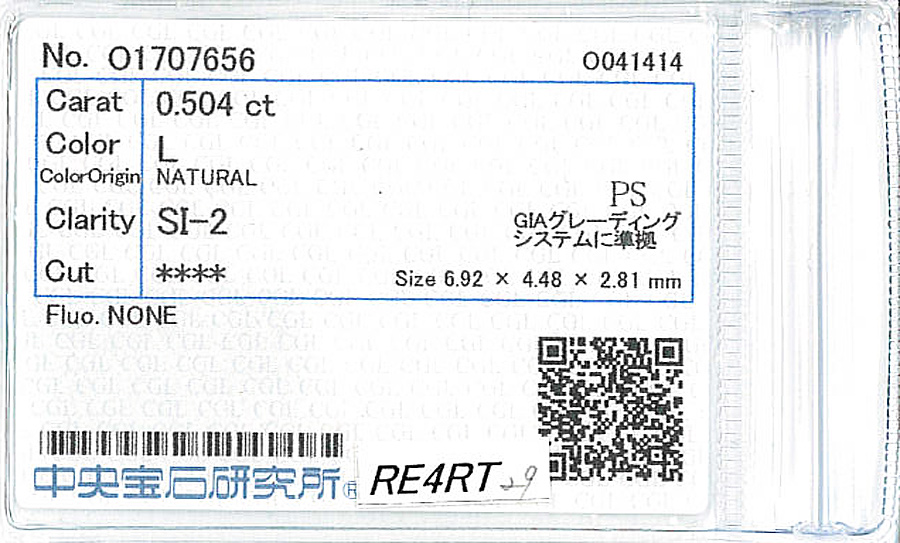 No. O1707656
O041414
Carat 0.504 ct
Color L
ColorOrigin NATURAL
Clarity SI-2
PS
GIAグレーディング
システムに準拠
Cut ****
Size 6.92 × 4.48 × 2.81 mm
Fluo. NONE
中央宝石研究所®
RE4RT 29